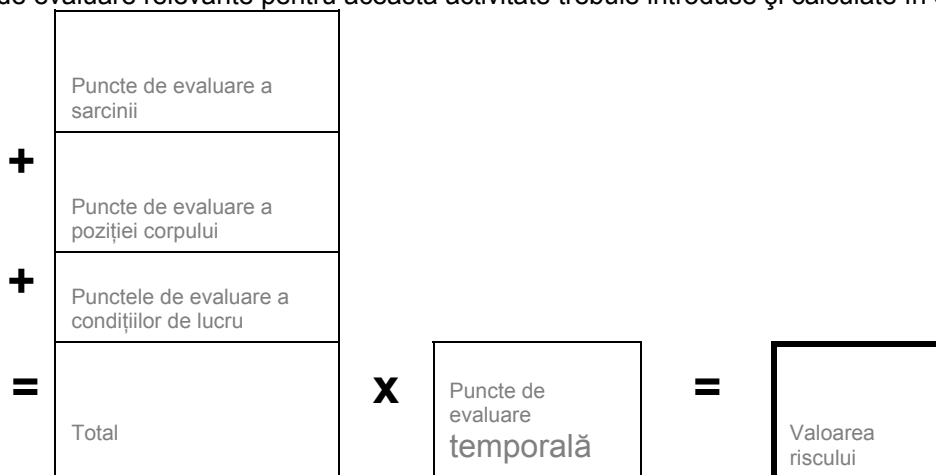 de evaluare relevante pentru această activitate trebuie introduse și calculate în
Puncte de evaluare a
sarcinii
+
Puncte de evaluare a
poziției corpului
+
Punctele de evaluare a
condițiilor de lucru
=
Total
x
Puncte de
evaluare
temporală
=
Valoarea
riscului